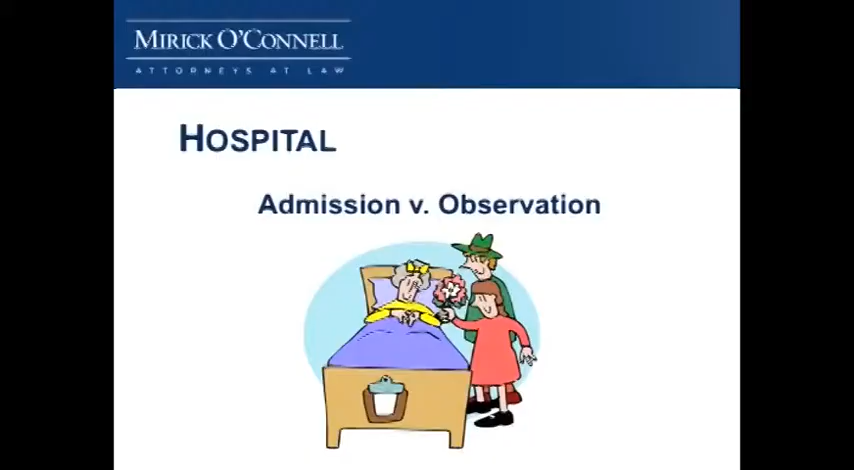 MIRICK O'CONNELL
ATTORNEYS AT LAW
HOSPITAL
Admission v. Observation